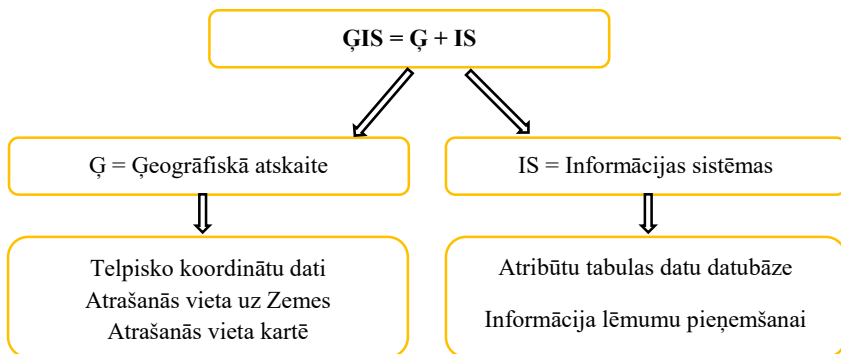 ĢIS = Ģ + IS
Ģ = Ģeogrāfiskā atskaite
IS = Informācijas sistēmas
Telpisko koordinātu dati
Atrašanās vieta uz Zemes
Atrašanās vieta kartē
Atribūtu tabulas datu datubāze
Informācija lēmumu pieņemšanai